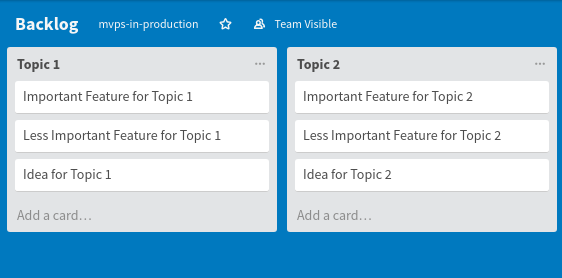 Backlog mvps-in-production Team Visible
Topic 1 ...
Important Feature for Topic 1
Less Important Feature for Topic 1
Idea for Topic 1
Add a card...
Topic 2 ...
Important Feature for Topic 2
Less Important Feature for Topic 2
Idea for Topic 2
Add a card...